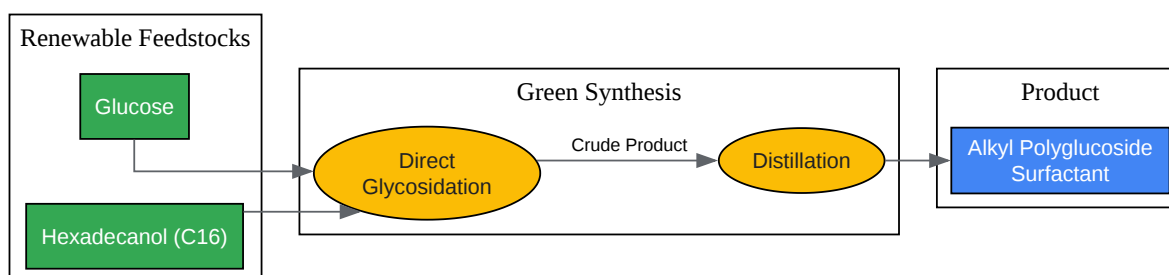 Renewable Feedstocks
Glucose
Hexadecanol (C16)
Green Synthesis
Direct
Glycosidation
Crude Product
Distillation
Product
Alkyl Polyglucoside
Surfactant